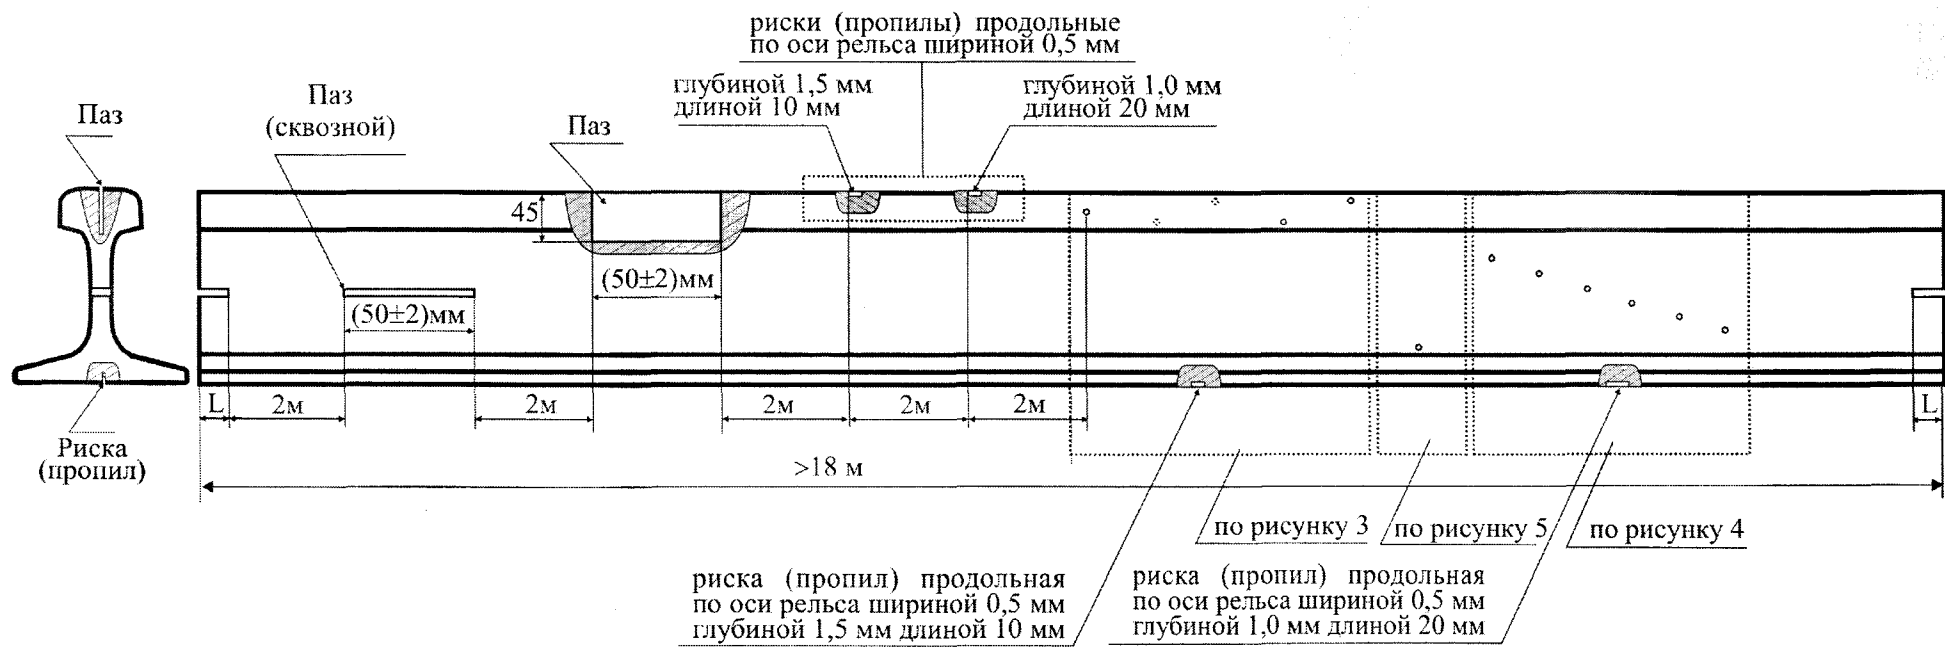 риски (пропилы) продольные
по оси рельса шириной 0,5 мм
глубиной 1,5 мм
длиной 10 мм
глубиной 1,0 мм
длиной 20 мм
Паз
Паз
(сквозной)
Паз
45
(50±2)мм
(50±2)мм
L
2м
2м
2м
2м
2м
L
Риска
(пропил)
>18 м
по рисунку 3
по рисунку 5
по рисунку 4
риска (пропил) продольная
по оси рельса шириной 0,5 мм
глубиной 1,5 мм длиной 10 мм
риска (пропил) продольная
по оси рельса шириной 0,5 мм
глубиной 1,0 мм длиной 20 мм